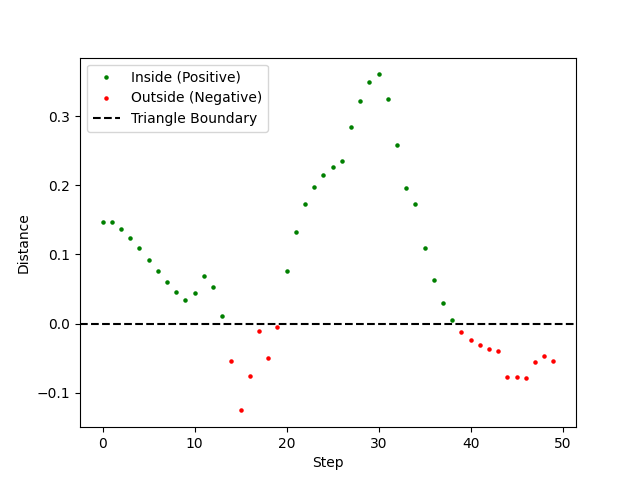 Inside (Positive)
Outside (Negative)
Triangle Boundary
0.3
0.2
0.1
0.0
−0.1
Distance
0 10 20 30 40 50
Step